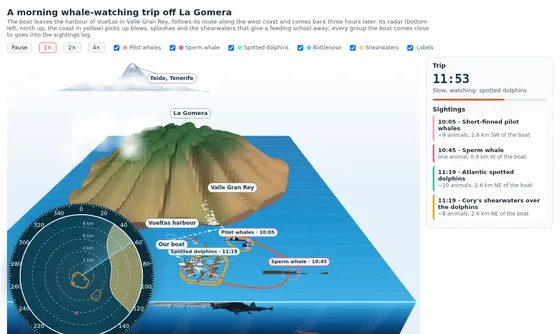 A morning whale-watching trip off La Gomera
The boat leaves the harbour of Vueltas in Valle Gran Rey, follows its route along the west coast and comes back three hours later. Its radar (bottom
left, north up, the coast in yellow) picks up blows, splashes and the shearwaters that give a feeding school away; every group the boat comes close
to goes into the sightings log.
Pause 1× 2× 4× Pilot whales Sperm whale Spotted dolphins Bottlenose Shearwaters Labels
Teide, Tenerife
La Gomera
Valle Gran Rey
Vueltas harbour
Pilot whales · 10:05
Our boat
Spotted dolphins · 11:19
Sperm whale · 10:45
320 340 0 20 40 60 80 100 120 140
220 240 260 280 300
8 km
6 km
4 km
2 km
Trip
11:53
Slow, watching: spotted dolphins
Sightings
10:05 · Short-finned pilot
whales
~9 animals, 2.6 km SW of the boat
10:45 · Sperm whale
one animal, 0.9 km W of the boat
11:19 · Atlantic spotted
dolphins
~10 animals, 2.6 km NE of the boat
11:19 · Cory's shearwaters over
the dolphins
~8 animals, 2.6 km NE of the boat